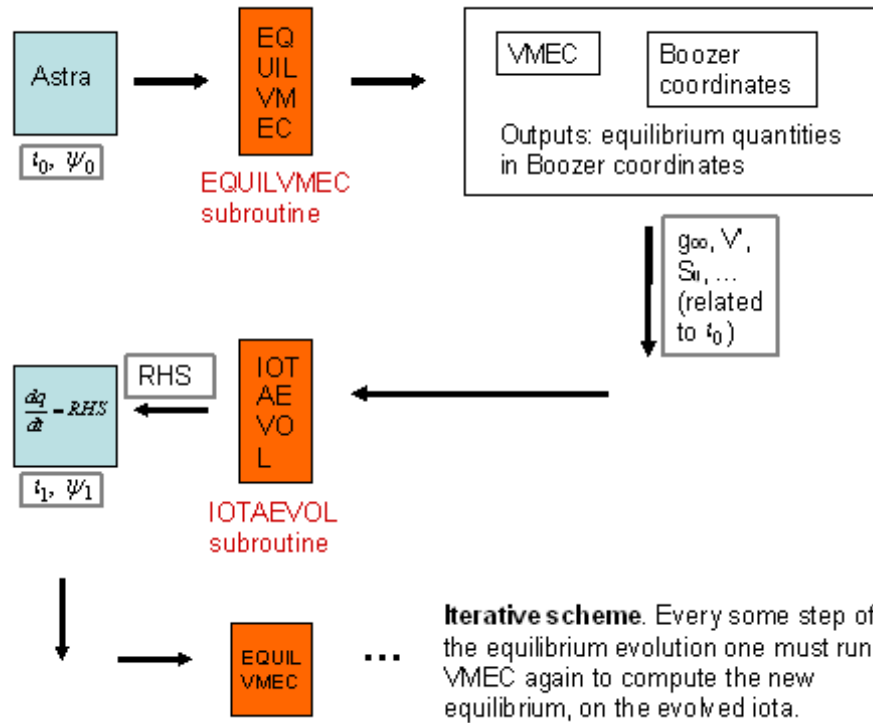 Astra
t₀, ψ₀
EQ
UIL
VM
EC
EQUILVMEC
subroutine
VMEC
Boozer
coordinates
Outputs: equilibrium quantities
in Boozer coordinates
g₀₀, V',
Sᵢᵢ, ...
(related
to t₀)
RHS
IOT
AE
VO
L
IOTAEVOL
subroutine
dq/dt = RHS
t₁, ψ₁
EQUIL
VMEC
...
Iterative scheme. Every some step of
the equilibrium evolution one must run
VMEC again to compute the new
equilibrium, on the evolved iota.